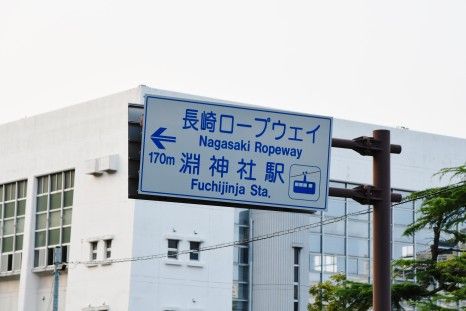 長崎ロープウェイ
Nagasaki Ropeway
170m 淵神社駅
Fuchijinja Sta.